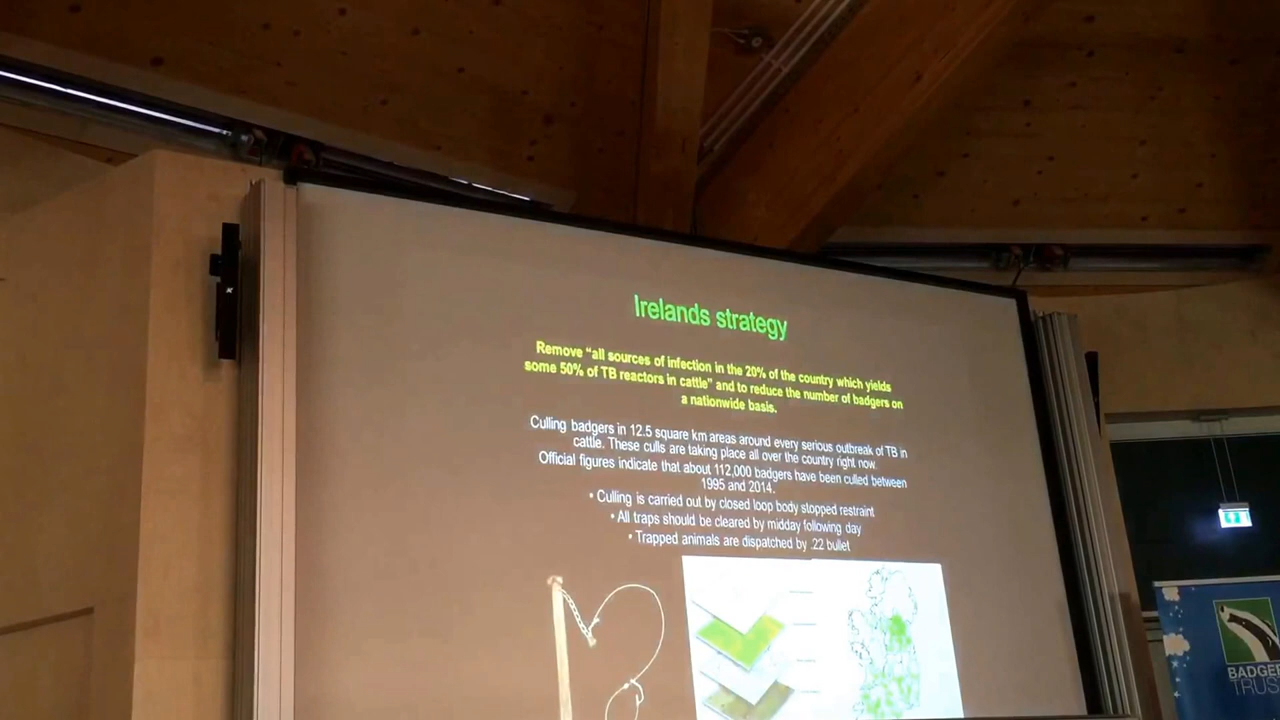 Irelands strategy
Remove "all sources of infection in the 20% of the country which yields
some 50% of TB reactors in cattle" and to reduce the number of badgers on
a nationwide basis.
Culling badgers in 12.5 square km areas around every serious outbreak of TB in
cattle. These culls are taking place all over the country right now.
Official figures indicate that about 112,000 badgers have been culled between
1995 and 2014.
• Culling is carried out by closed loop body stopped restraint
• All traps should be cleared by midday following day
• Trapped animals are dispatched by .22 bullet
BADGER
TRUS